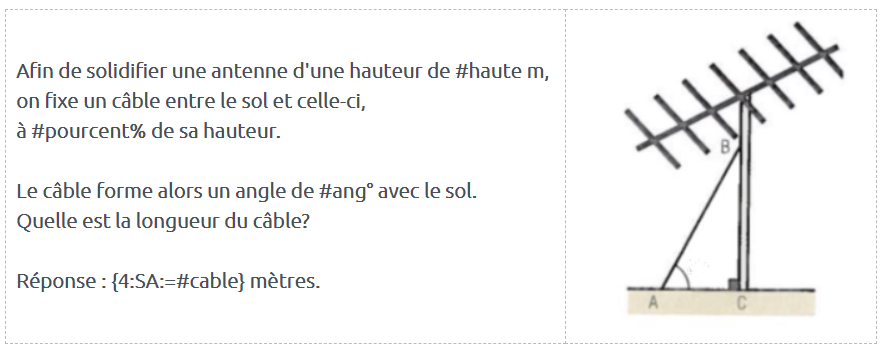 Afin de solidifier une antenne d'une hauteur de #haute m,
on fixe un câble entre le sol et celle-ci,
à #pourcent% de sa hauteur.
Le câble forme alors un angle de #ang° avec le sol.
Quelle est la longueur du câble?
Réponse : {4:SA:=#cable} mètres.
B
A
C